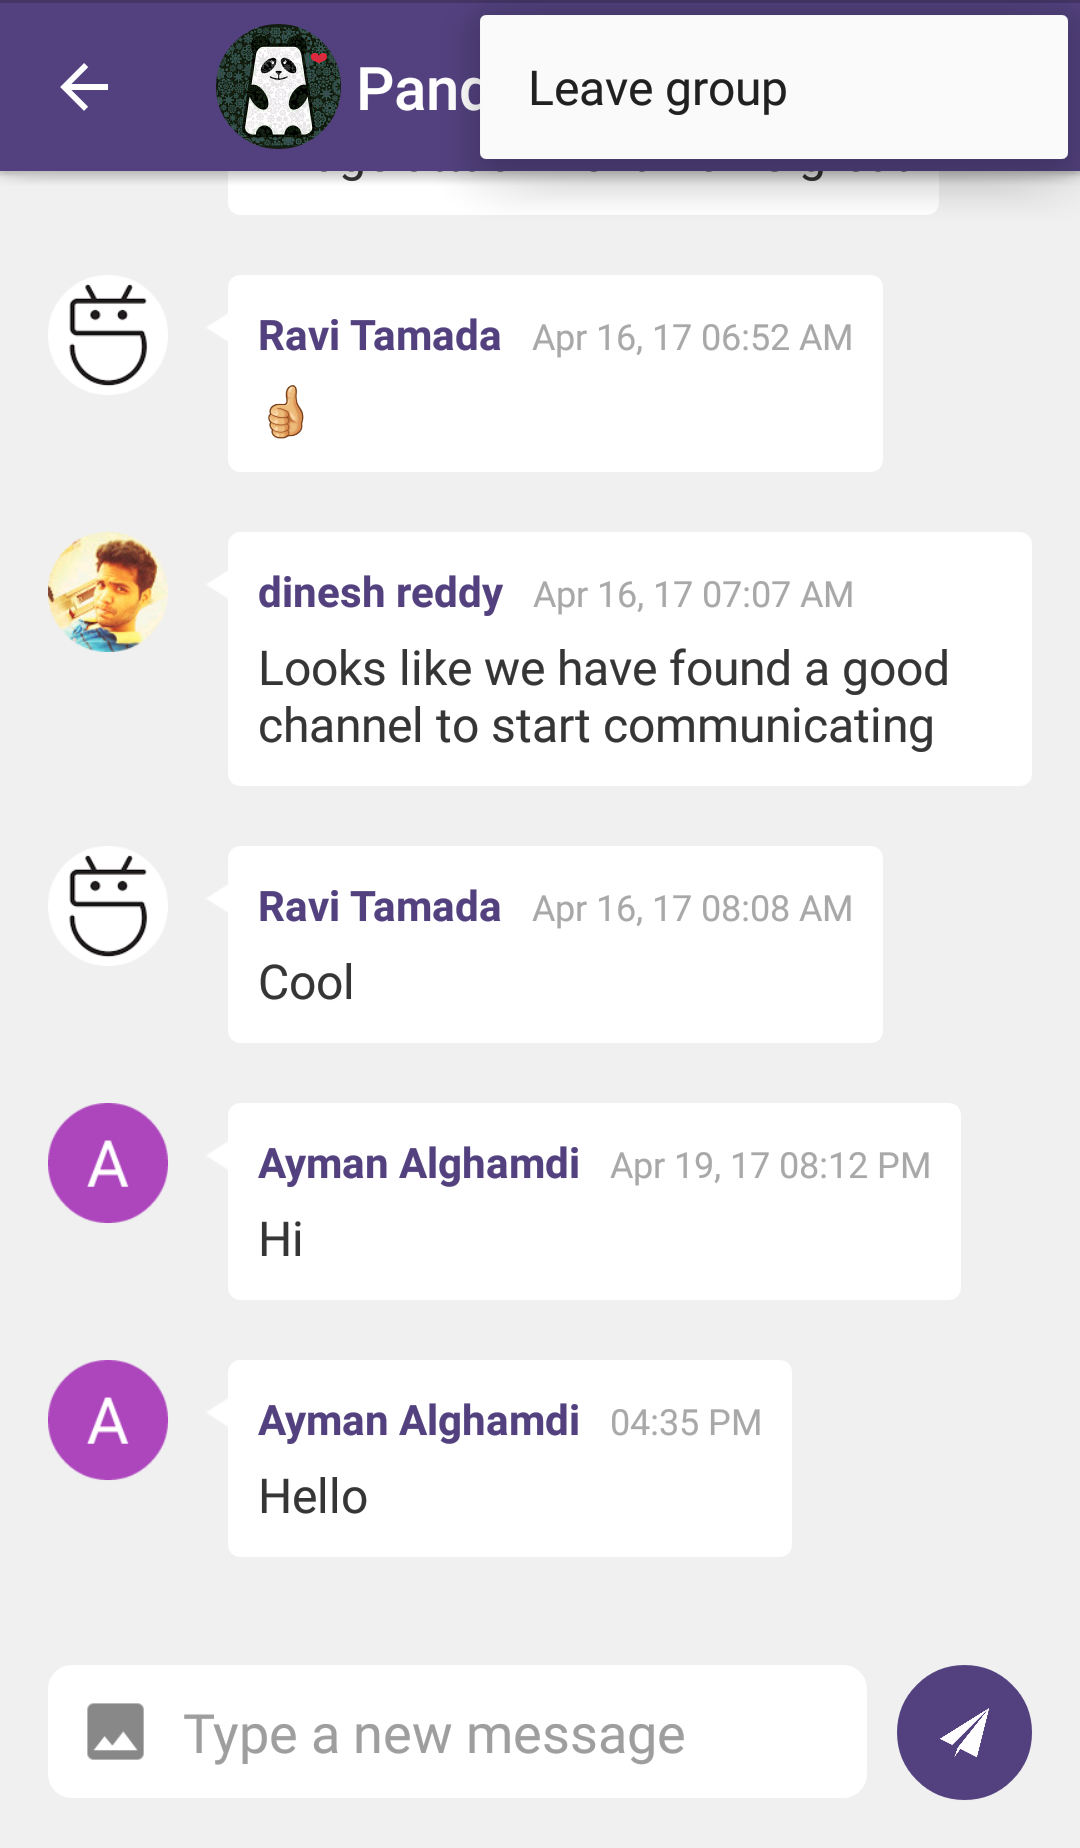 Leave group
Ravi Tamada Apr 16, 17 06:52 AM
👍🏼
dinesh reddy Apr 16, 17 07:07 AM
Looks like we have found a good
channel to start communicating
Ravi Tamada Apr 16, 17 08:08 AM
Cool
A
Ayman Alghamdi Apr 19, 17 08:12 PM
Hi
A
Ayman Alghamdi 04:35 PM
Hello
Type a new message